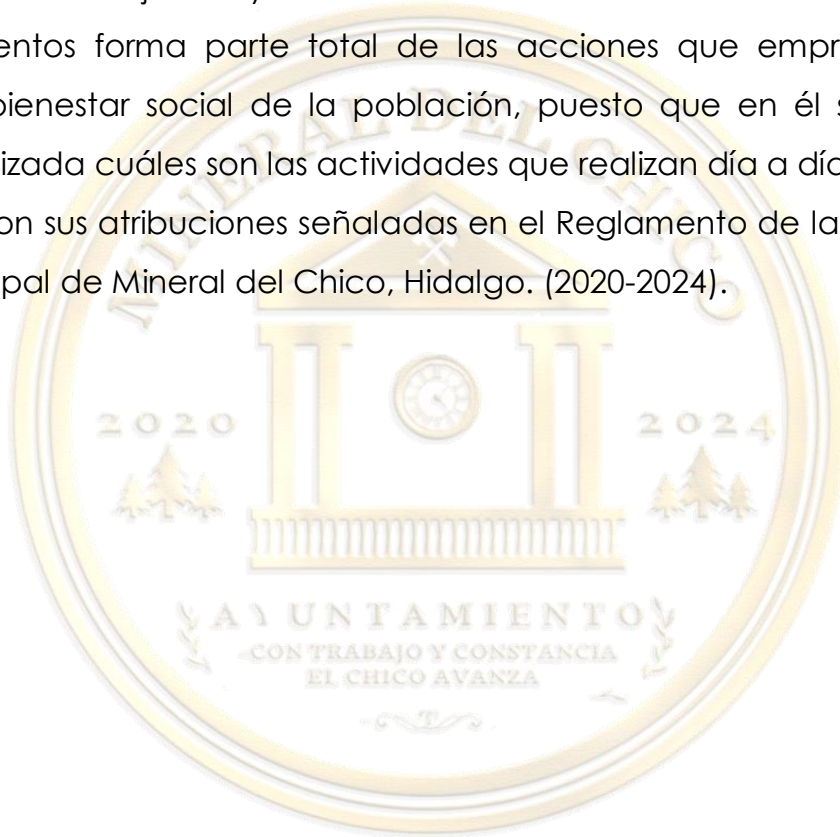 entos forma parte total de las acciones que empr
bienestar social de la población, puesto que en él s
izada cuáles son las actividades que realizan día a día
on sus atribuciones señaladas en el Reglamento de la
pal de Mineral del Chico, Hidalgo. (2020-2024).
MINERAL DEL CHICO
2020 2024
AYUNTAMIENTO
CON TRABAJO Y CONSTANCIA
EL CHICO AVANZA